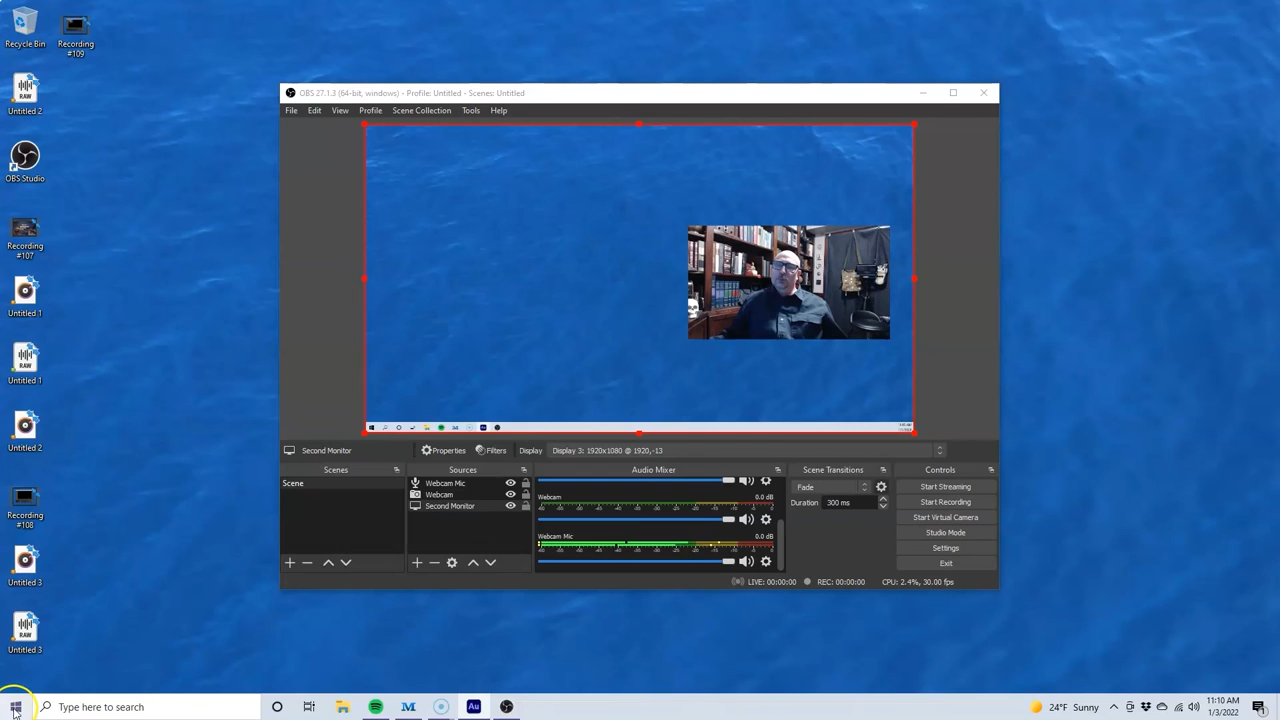 Recycle Bin
Recording
#109
Untitled 2
OBS Studio
Recording
#107
Untitled 1
Untitled 1
Untitled 2
Recording
#108
Untitled 3
Untitled 3
RAW
RAW
RAW
OBS 27.1.3 (64-bit, windows) - Profile: Untitled - Scenes: Untitled
File Edit View Profile Scene Collection Tools Help
Second Monitor Properties Filters Display Display 3: 1920x1080 @ 1920,-13
Scenes Sources Audio Mixer Scene Transitions Controls
Scene
Webcam Mic
Webcam
Second Monitor
Webcam 0.0 dB
Webcam Mic 0.0 dB
Fade
Duration 300 ms
Start Streaming
Start Recording
Start Virtual Camera
Studio Mode
Settings
Exit
LIVE: 00:00:00 REC: 00:00:00 CPU: 2.4%, 30.00 fps
Type here to search
M
Au
24°F Sunny
11:10 AM
1/3/2022
1